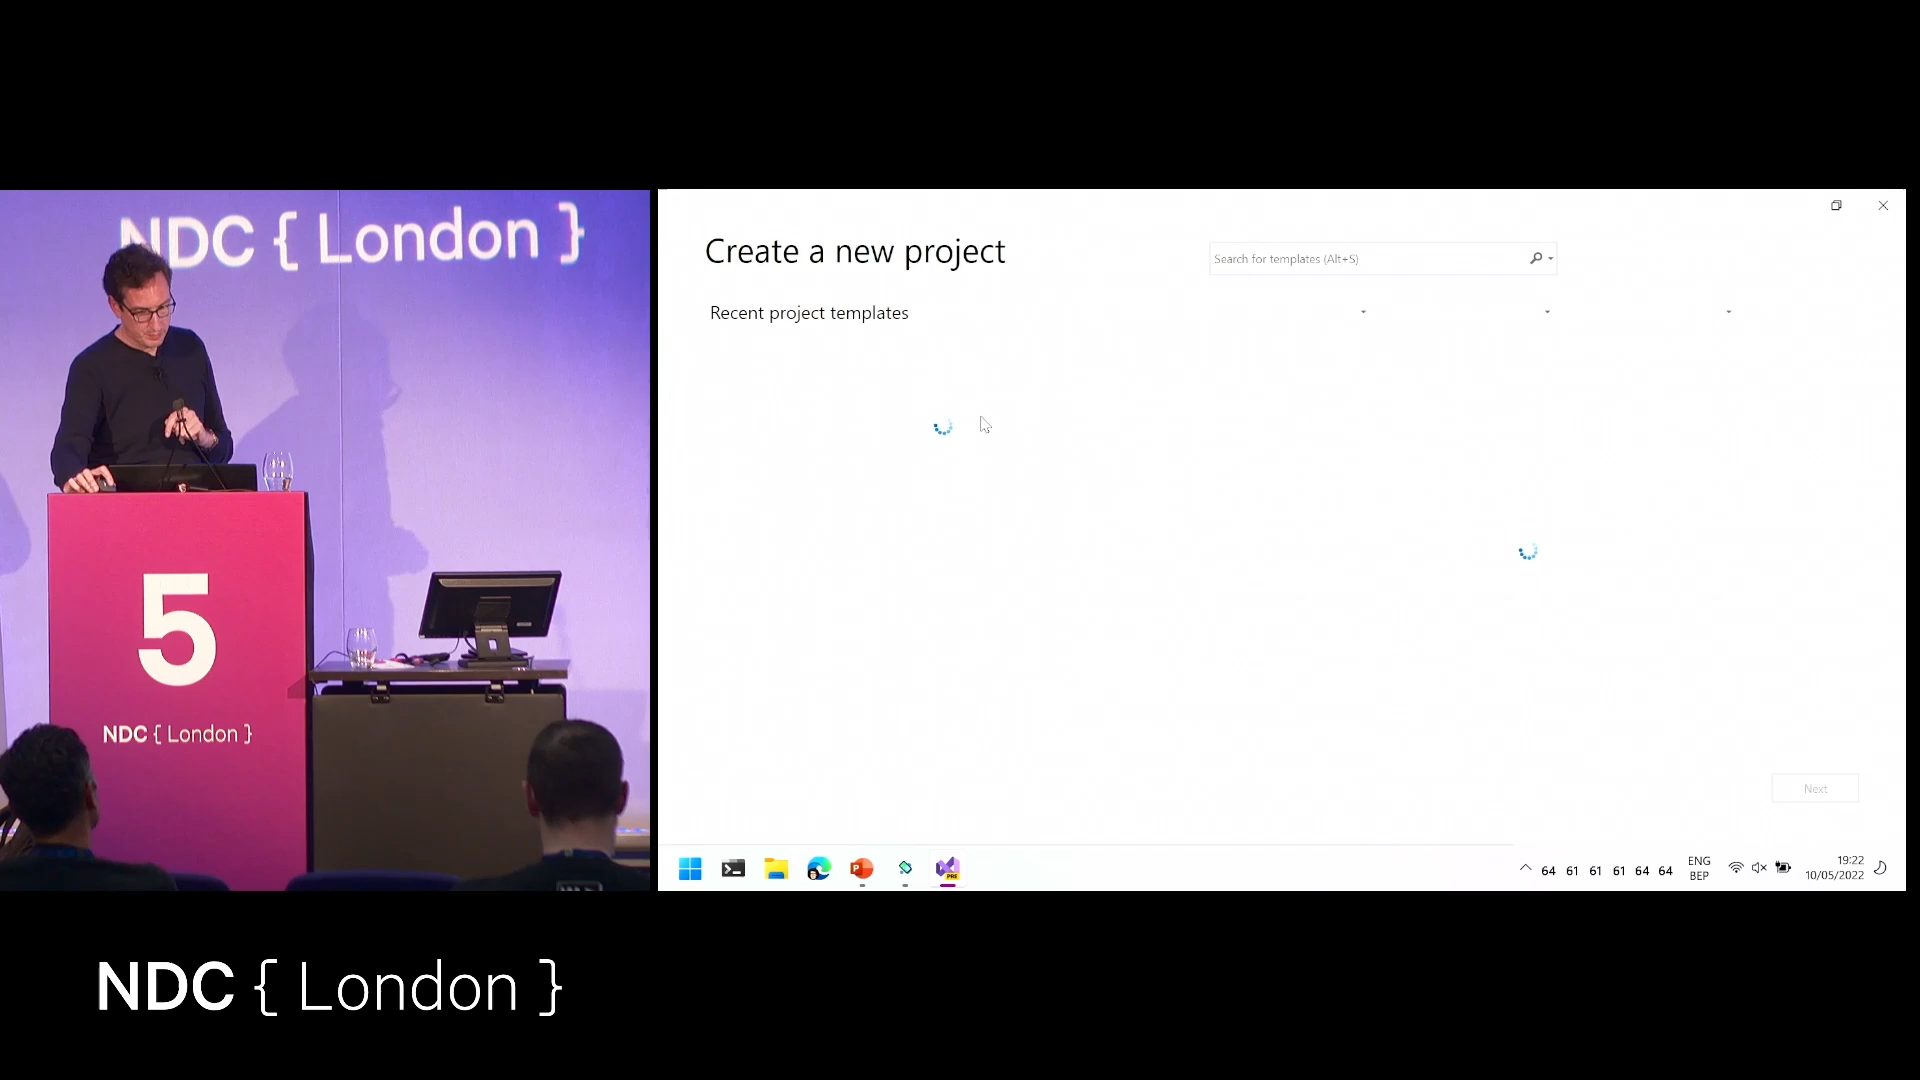 NDC { London }
5
NDC { London }
Create a new project
Search for templates (Alt+S)
Recent project templates
Next
P
PRE
64 61 61 61 64 64
ENG
BEP
19:22
10/05/2022
NDC { London }